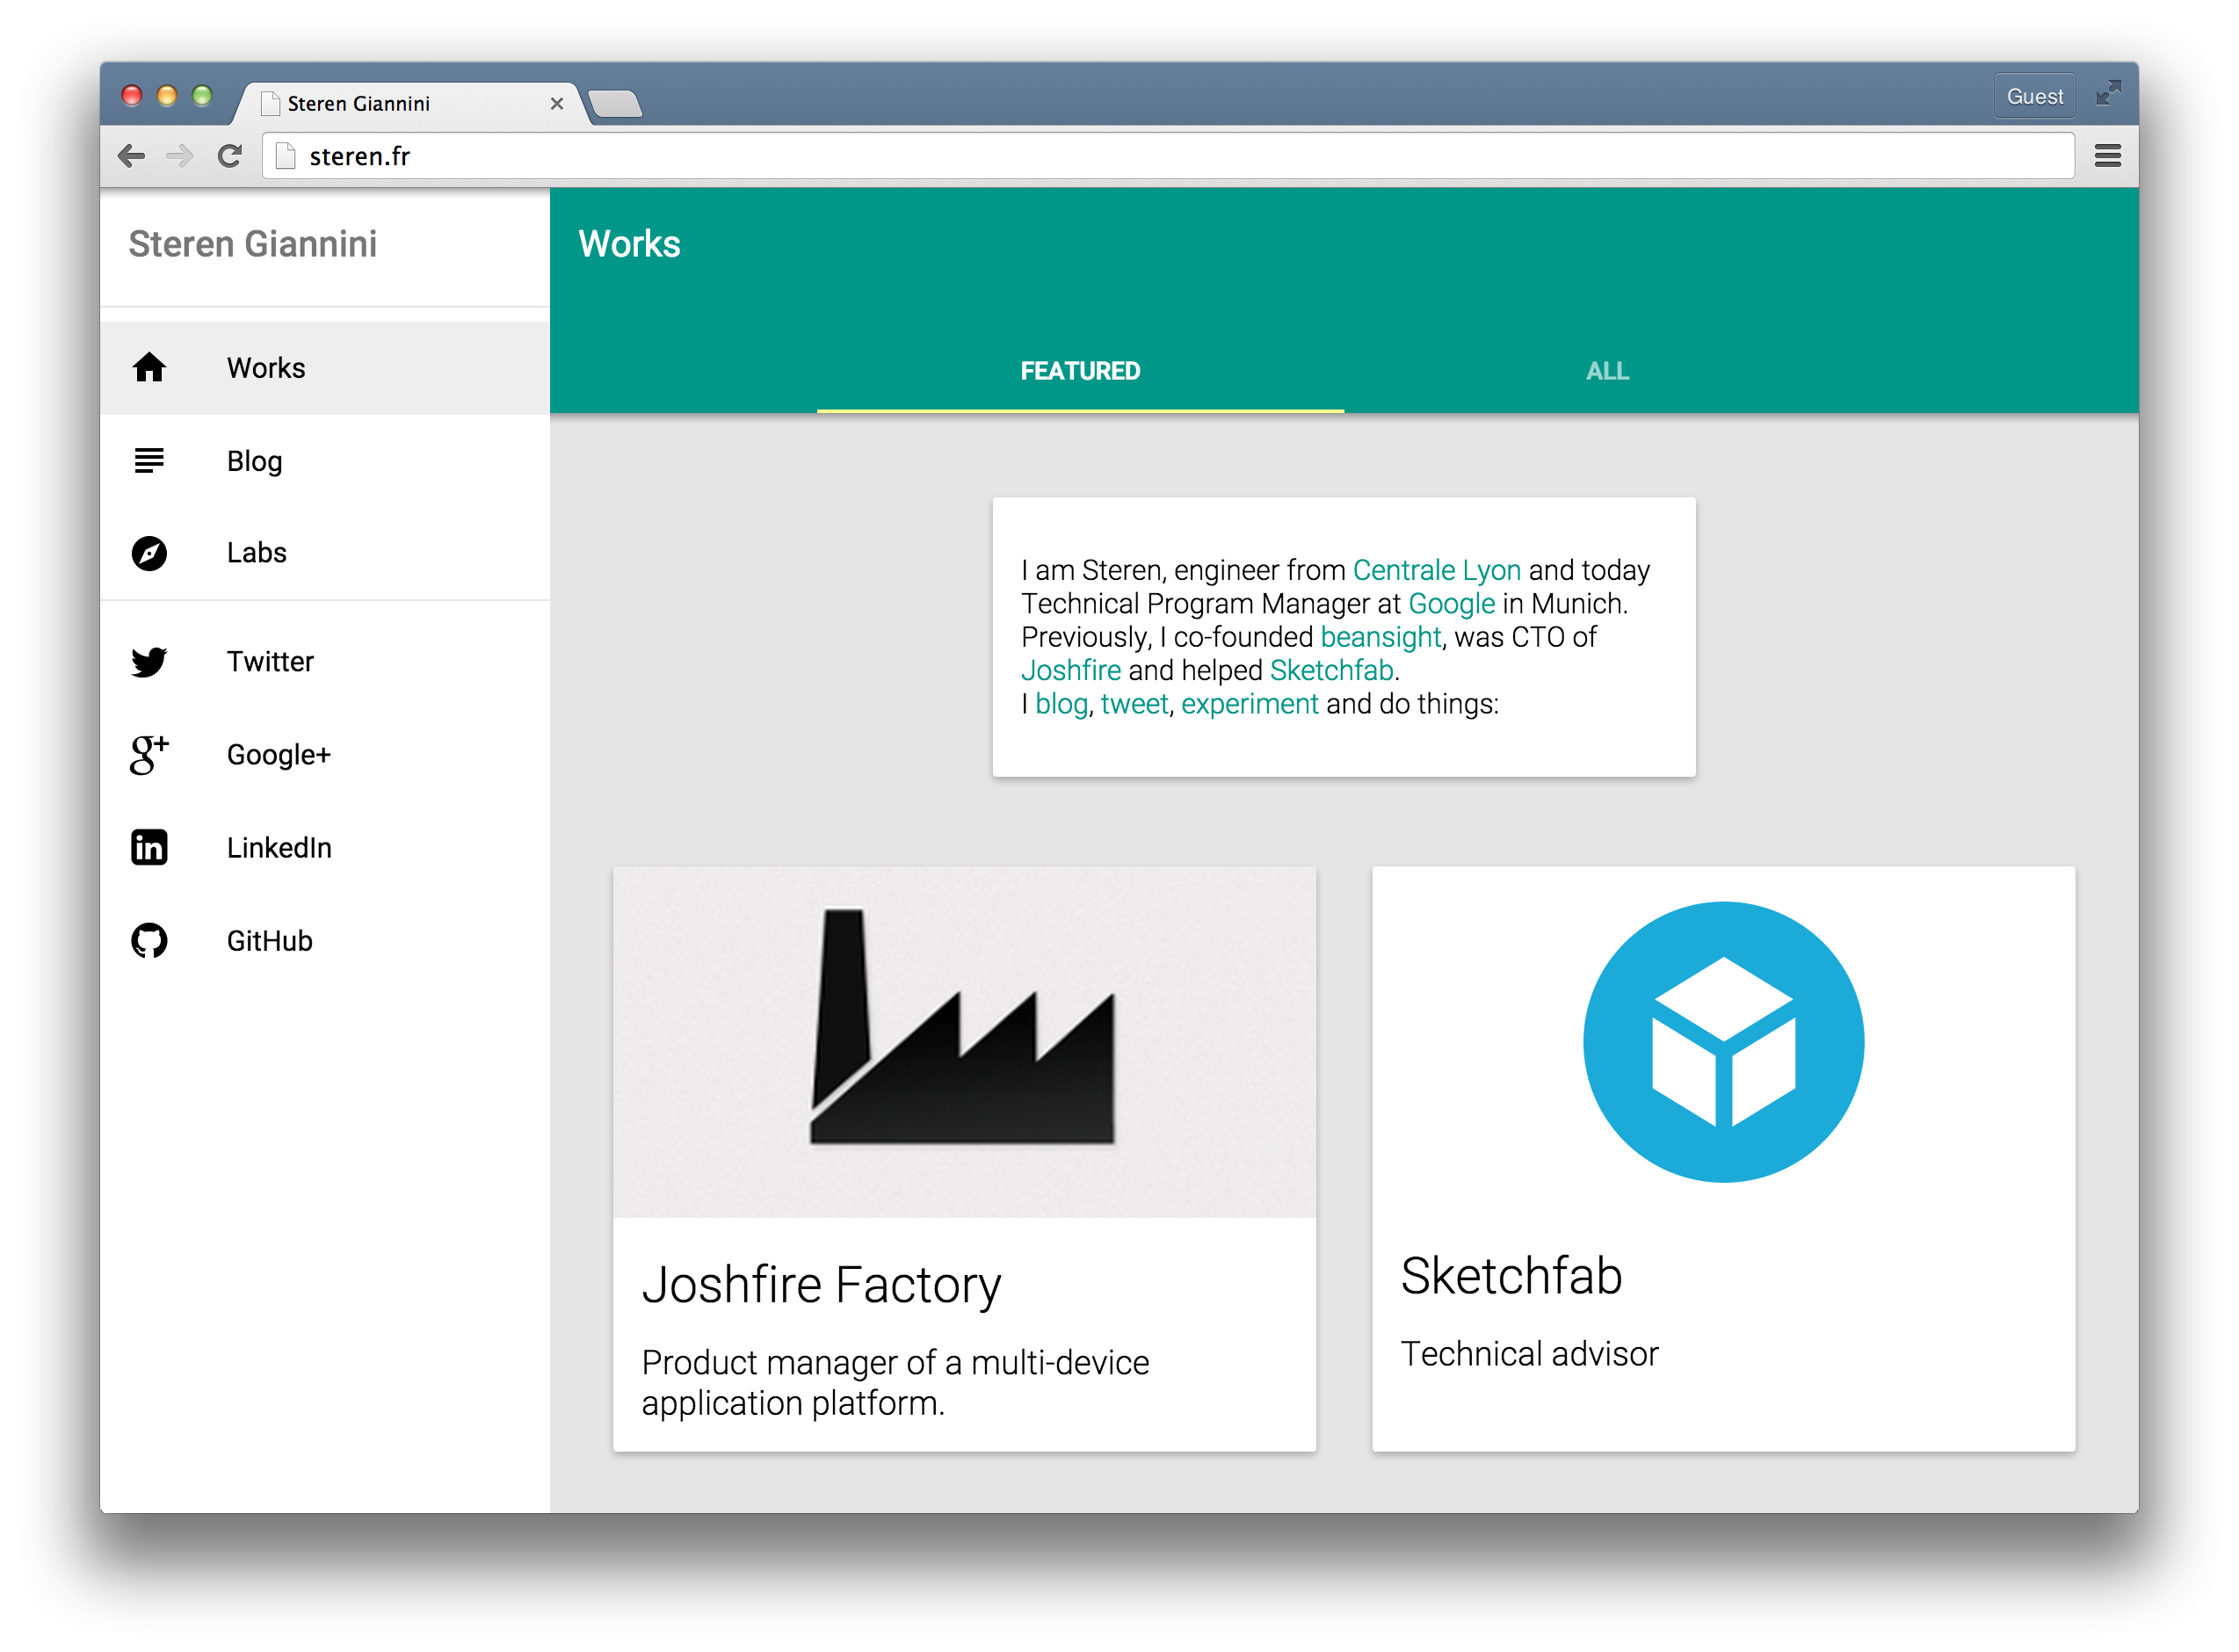 Steren Giannini
Guest
steren.fr
Steren Giannini
Works
Works
Blog
Labs
Twitter
g+ Google+
in LinkedIn
GitHub
FEATURED
ALL
I am Steren, engineer from Centrale Lyon and today
Technical Program Manager at Google in Munich.
Previously, I co-founded beansight, was CTO of
Joshfire and helped Sketchfab.
I blog, tweet, experiment and do things:
Joshfire Factory
Product manager of a multi-device
application platform.
Sketchfab
Technical advisor